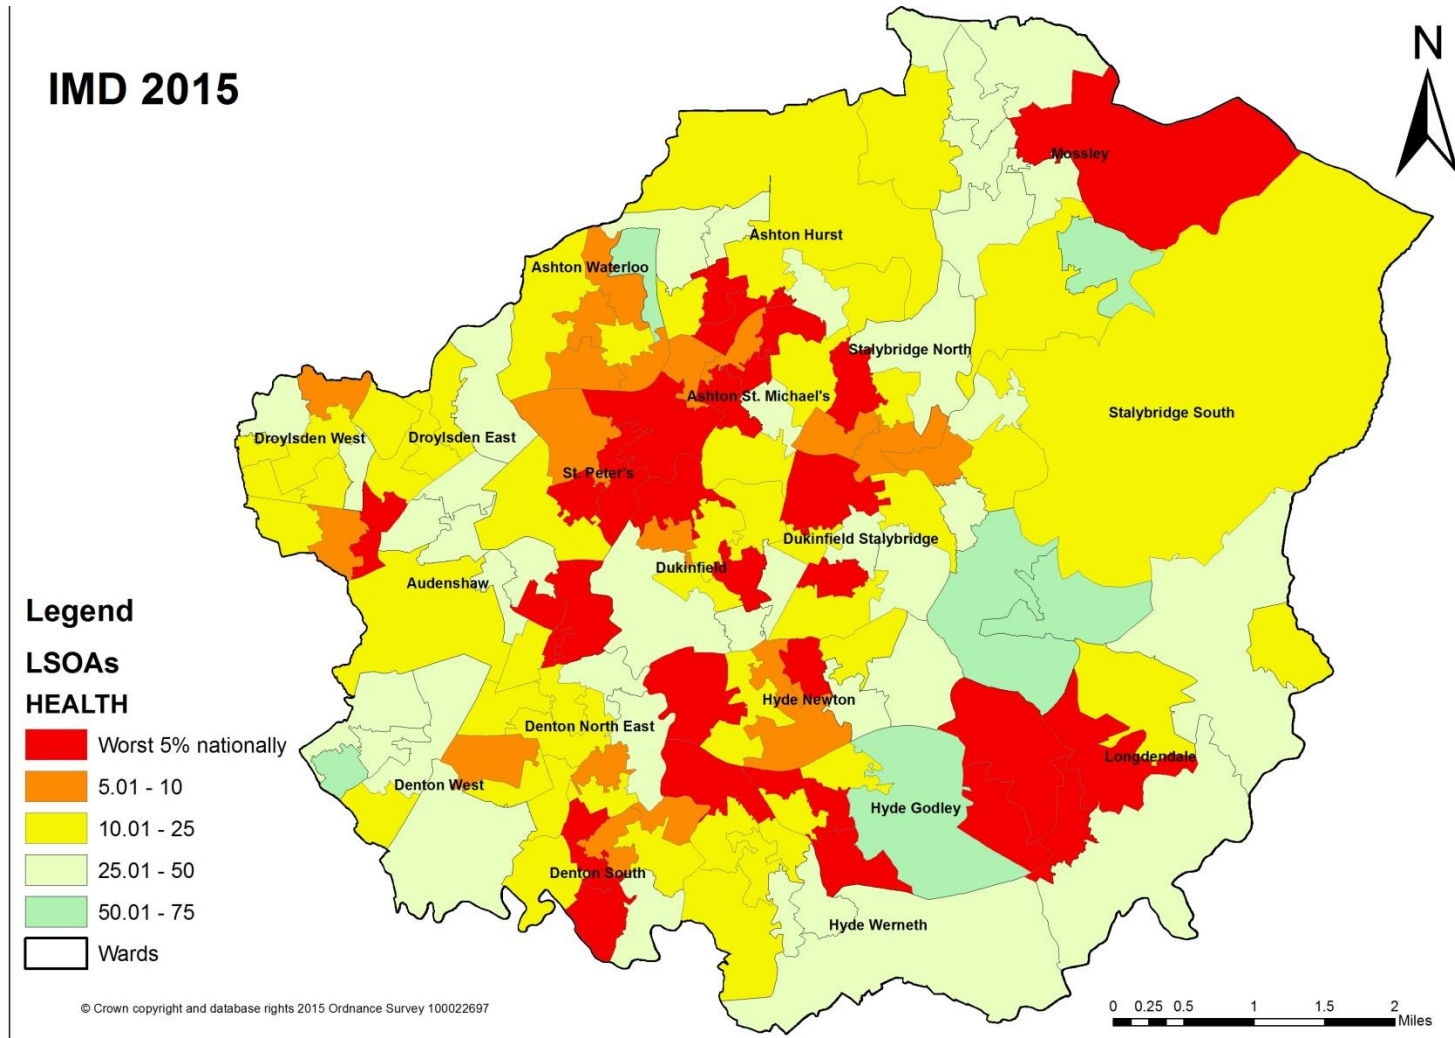 IMD 2015
N
Mossley
Ashton Hurst
Ashton Waterloo
Stalybridge North
Ashton St. Michael's
Stalybridge South
Droylsden West
Droylsden East
St. Peter's
Dukinfield Stalybridge
Dukinfield
Audenshaw
Hyde Newton
Denton North East
Longdendale
Denton West
Hyde Godley
Denton South
Hyde Werneth
Legend
LSOAs
HEALTH
Worst 5% nationally
5.01 - 10
10.01 - 25
25.01 - 50
50.01 - 75
Wards
© Crown copyright and database rights 2015 Ordnance Survey 100022697
0 0.25 0.5 1 1.5 2
Miles